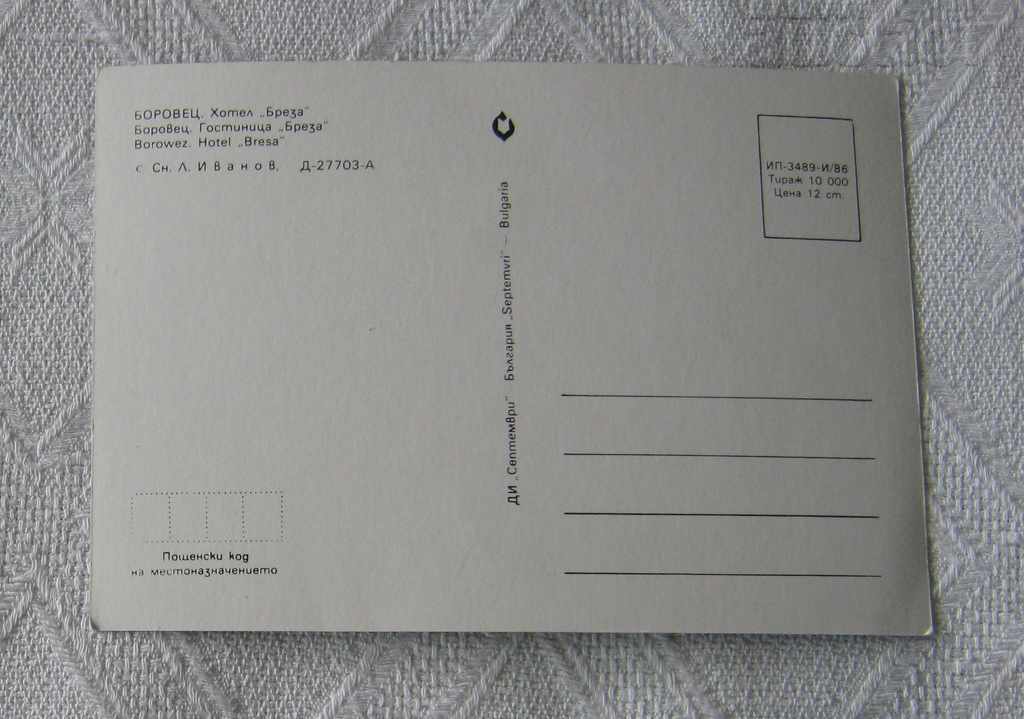 БОРОВЕЦ. Хотел „Бреза"
Боровец. Гостиница „Бреза"
Borowez. Hotel „Bresa"
с Сн. Л. Иванов, Д-27703-А
ДИ „Септември" България „Septemvri" — Bulgaria
ИП-3489-И/86
Тираж 10 000
Цена 12 ст.
Пощенски код
на местоназначението